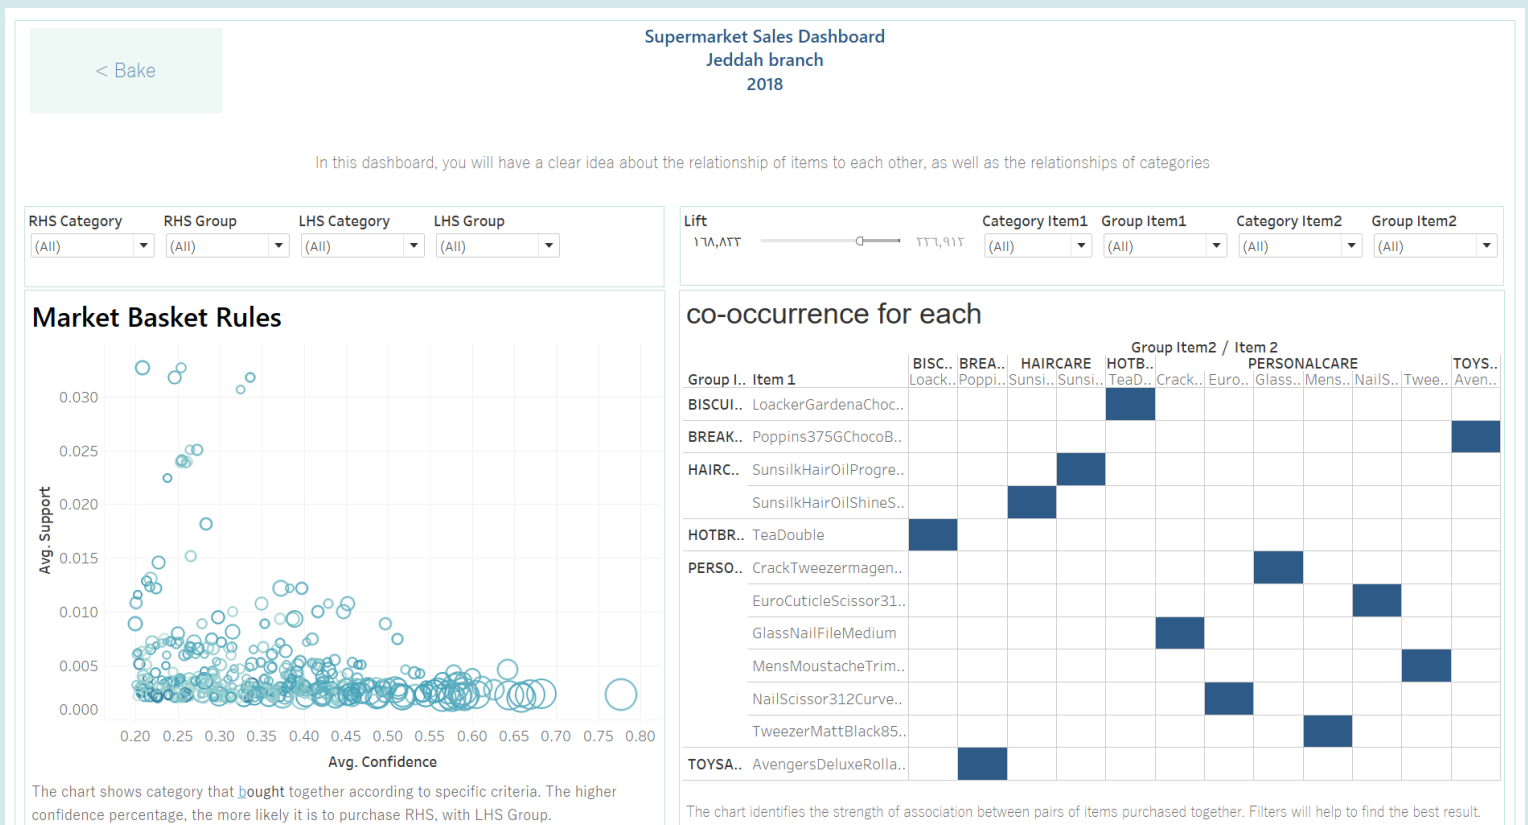 Supermarket Sales Dashboard
Jeddah branch
2018
< Bake
In this dashboard, you will have a clear idea about the relationship of items to each other, as well as the relationships of categories
RHS Category RHS Group LHS Category LHS Group
(All) (All) (All) (All)
Lift Category Item1 Group Item1 Category Item2 Group Item2
١٦٨,٨٣٣ ٢٣٦,٩١٢ (All) (All) (All) (All)
Market Basket Rules
Avg. Support
0.030
0.025
0.020
0.015
0.010
0.005
0.000
0.20 0.25 0.30 0.35 0.40 0.45 0.50 0.55 0.60 0.65 0.70 0.75 0.80
Avg. Confidence
The chart shows category that bought together according to specific criteria. The higher
confidence percentage, the more likely it is to purchase RHS, with LHS Group.
co-occurrence for each
Group Item2 / Item 2
BISC.. BREA.. HAIRCARE HOTB.. PERSONALCARE TOYS..
Group I.. Item 1 Loack.. Poppi.. Sunsi.. Sunsi.. TeaD.. Crack.. Euro.. Glass.. Mens.. NailS.. Twee.. Aven..
BISCUI.. LoackerGardenaChoc..
BREAK.. Poppins375GChocoB..
HAIRC.. SunsilkHairOilProgre..
SunsilkHairOilShineS..
HOTBR.. TeaDouble
PERSO.. CrackTweezermagen..
EuroCuticleScissor31..
GlassNailFileMedium
MensMoustacheTrim..
NailScissor312Curve..
TweezerMattBlack85..
TOYSA.. AvengersDeluxeRolla..
The chart identifies the strength of association between pairs of items purchased together. Filters will help to find the best result.